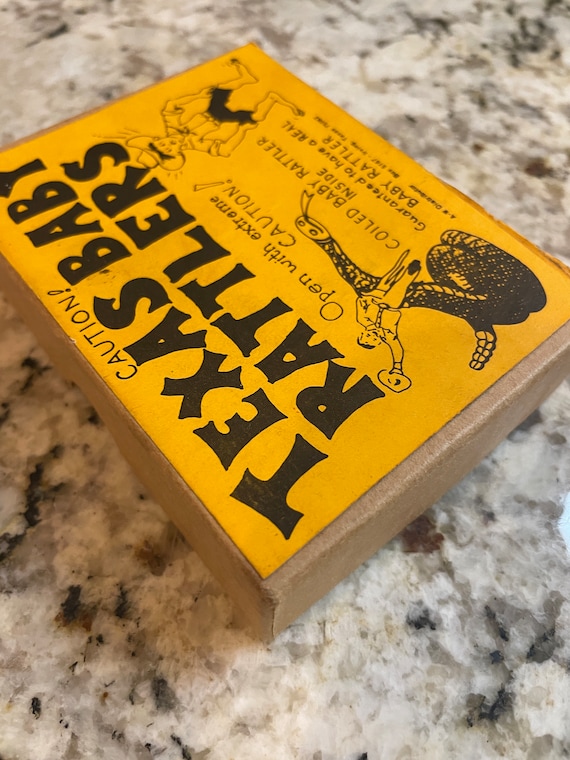 CAUTION!
TEXAS BABY
RATTLERS
Open with extreme
CAUTION!
COILED BABY RATTLER
INSIDE
Guaranteed to have a REAL
BABY RATTLER